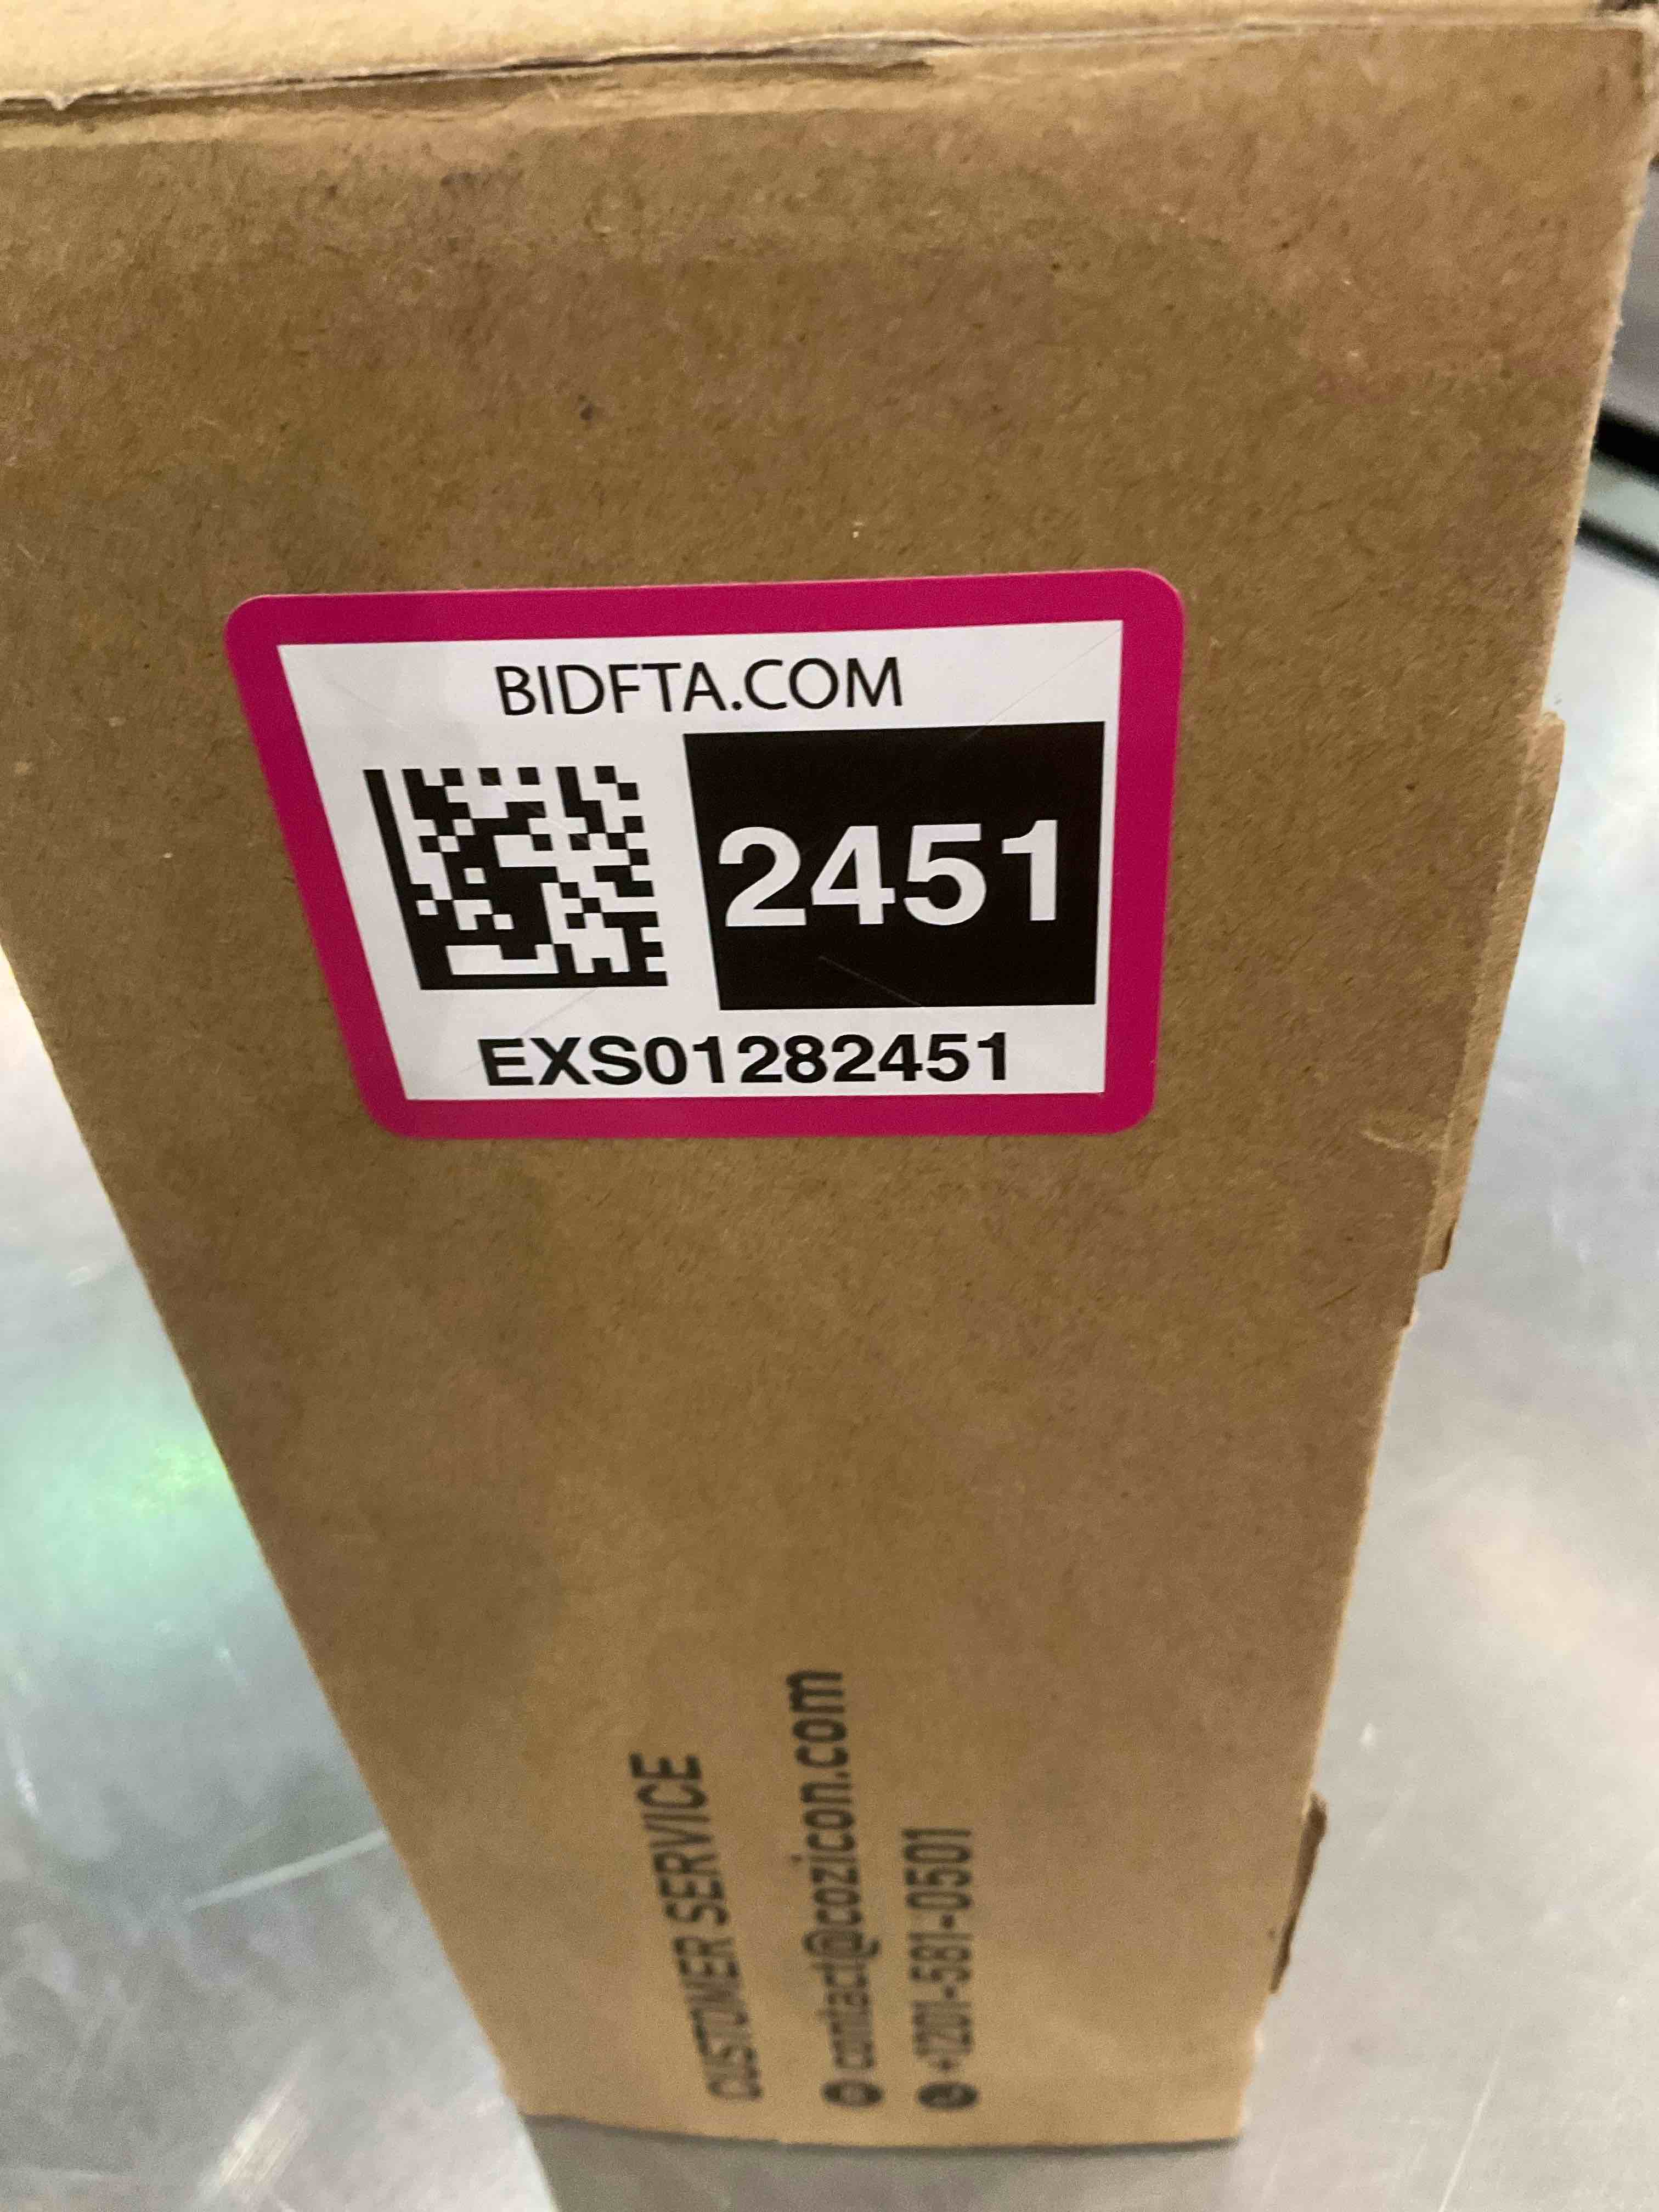 BIDFTA.COM
2451
EXS01282451
CUSTOMER SERVICE
contact@cozicon.com
+1201-581-0501